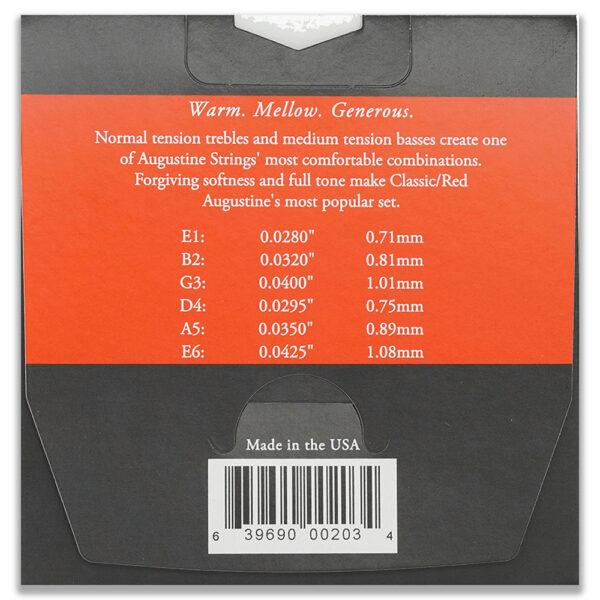 Warm. Mellow. Generous.
Normal tension trebles and medium tension basses create one
of Augustine Strings' most comfortable combinations.
Forgiving softness and full tone make Classic/Red
Augustine's most popular set.
E1: 0.0280" 0.71mm
B2: 0.0320" 0.81mm
G3: 0.0400" 1.01mm
D4: 0.0295" 0.75mm
A5: 0.0350" 0.89mm
E6: 0.0425" 1.08mm
Made in the USA
6 39690 00203 4